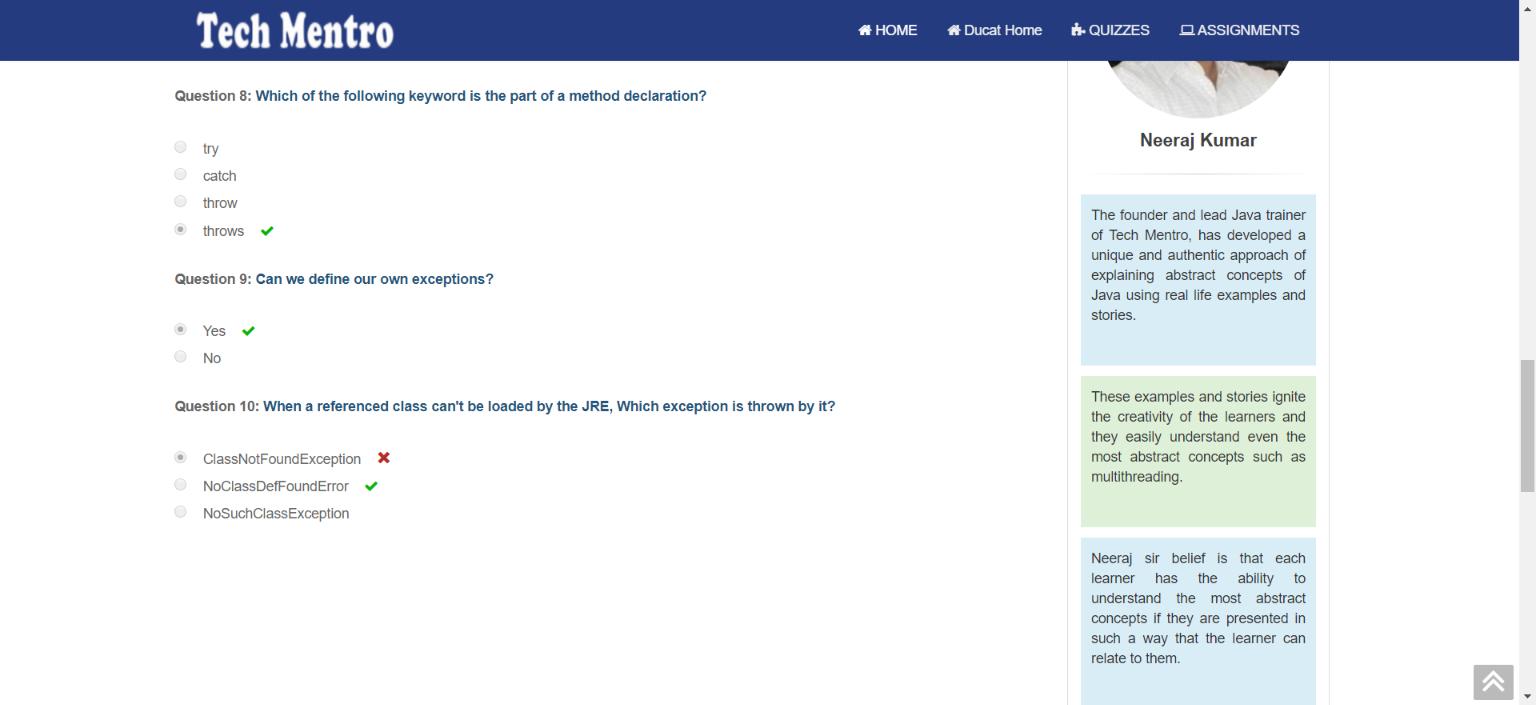 Tech Mentro
HOME
Ducat Home
QUIZZES
ASSIGNMENTS
Question 8: Which of the following keyword is the part of a method declaration?
try
catch
throw
throws
Question 9: Can we define our own exceptions?
Yes
No
Question 10: When a referenced class can't be loaded by the JRE, Which exception is thrown by it?
ClassNotFoundException
NoClassDefFoundError
NoSuchClassException
Neeraj Kumar
The founder and lead Java trainer
of Tech Mentro, has developed a
unique and authentic approach of
explaining abstract concepts of
Java using real life examples and
stories.
These examples and stories ignite
the creativity of the learners and
they easily understand even the
most abstract concepts such as
multithreading.
Neeraj sir belief is that each
learner has the ability to
understand the most abstract
concepts if they are presented in
such a way that the learner can
relate to them.